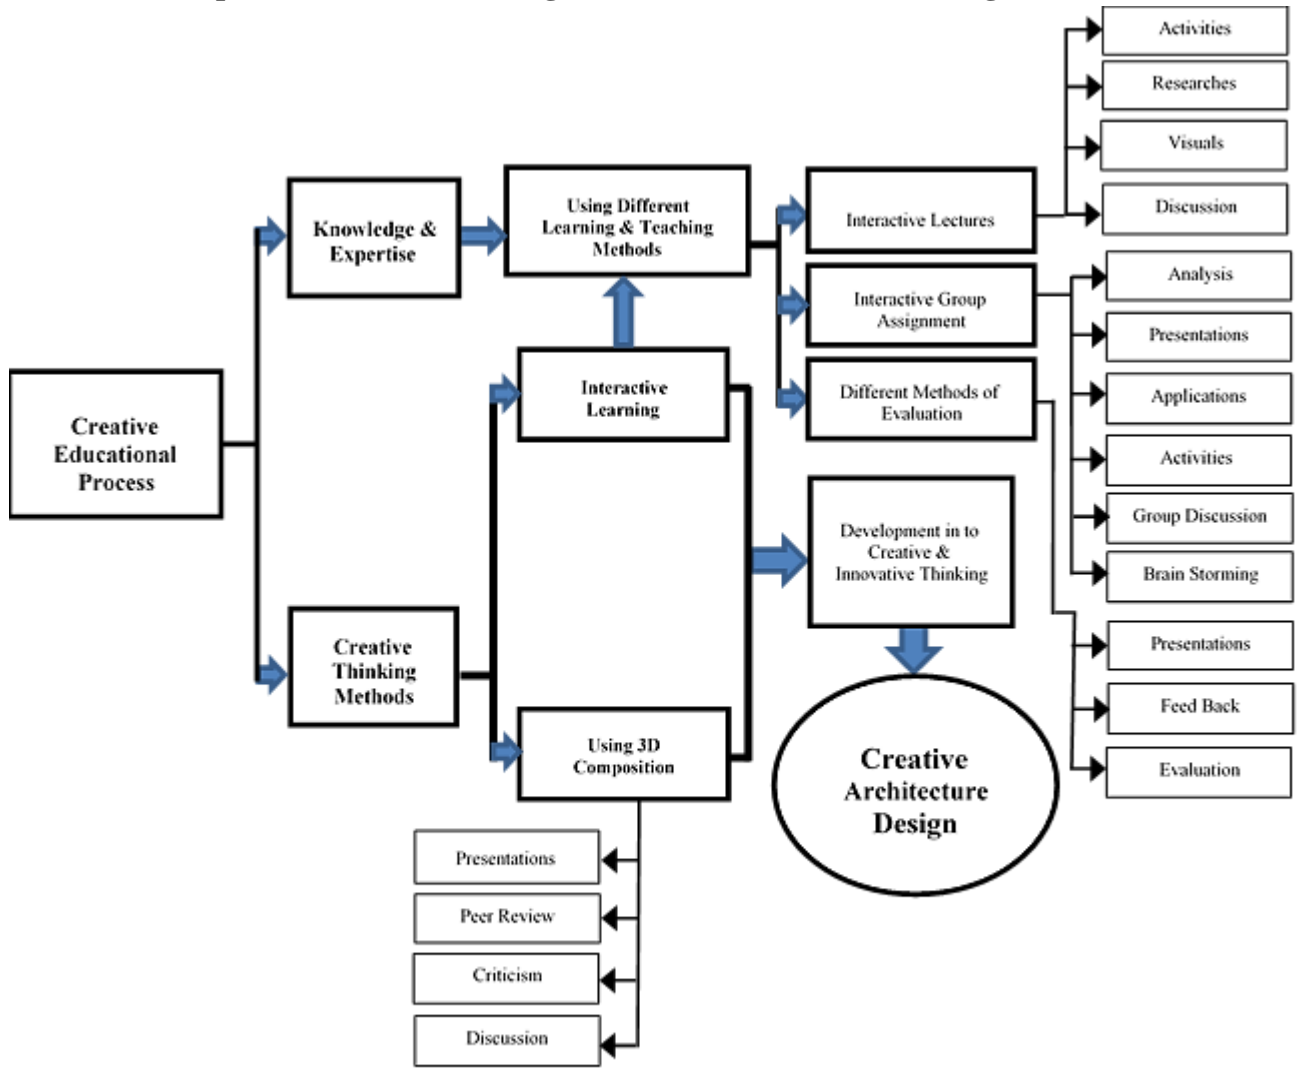 Activities
Researches
Visuals
Discussion
Knowledge &
Expertise
Using Different
Learning & Teaching
Methods
Interactive Lectures
Interactive Group
Assignment
Different Methods of
Evaluation
Analysis
Presentations
Applications
Activities
Group Discussion
Brain Storming
Creative
Educational
Process
Interactive
Learning
Development in to
Creative &
Innovative Thinking
Creative
Thinking
Methods
Using 3D
Composition
Presentations
Feed Back
Evaluation
Creative
Architecture
Design
Presentations
Peer Review
Criticism
Discussion